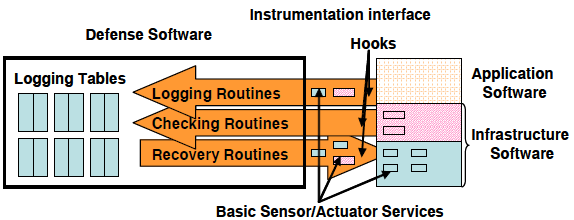 Instrumentation interface
Defense Software
Hooks
Logging Tables
Application
Software
Logging Routines
Checking Routines
Infrastructure
Software
Recovery Routines
Basic Sensor/Actuator Services